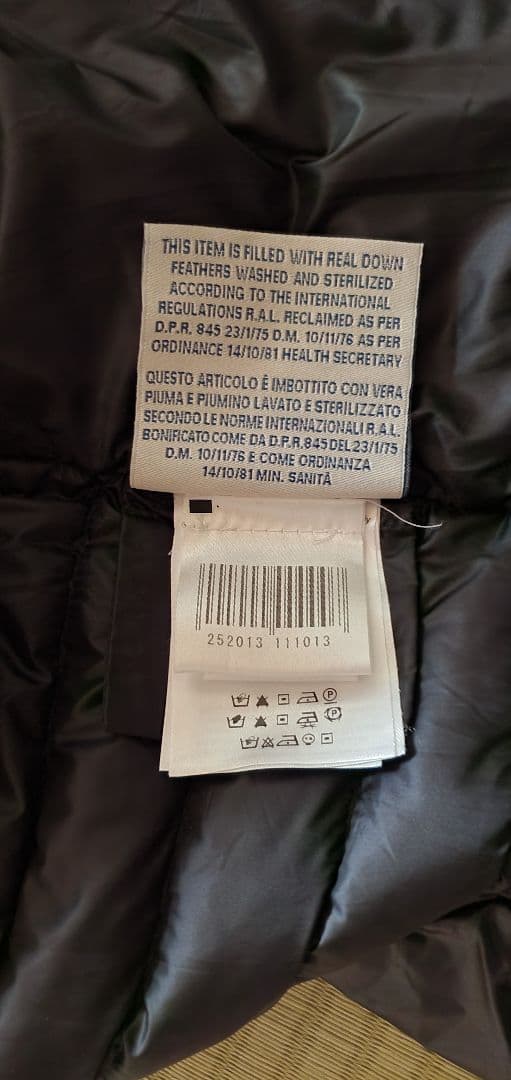 THIS ITEM IS FILLED WITH REAL DOWN
FEATHERS WASHED AND STERILIZED
ACCORDING TO THE INTERNATIONAL
REGULATIONS R.A.L. RECLAIMED AS PER
D.P.R. 845 23/1/75 D.M. 10/11/76 AS PER
ORDINANCE 14/10/81 HEALTH SECRETARY
QUESTO ARTICOLO È IMBOTTITO CON VERA
PIUMA E PIUMINO LAVATO E STERILIZZATO
SECONDO LE NORME INTERNAZIONALI R.A.L.
BONIFICATO COME DA D.P.R. 845 DEL 23/1/75
D.M. 10/11/76 E COME ORDINANZA
14/10/81 MIN. SANITÀ
252013 111013
P
P